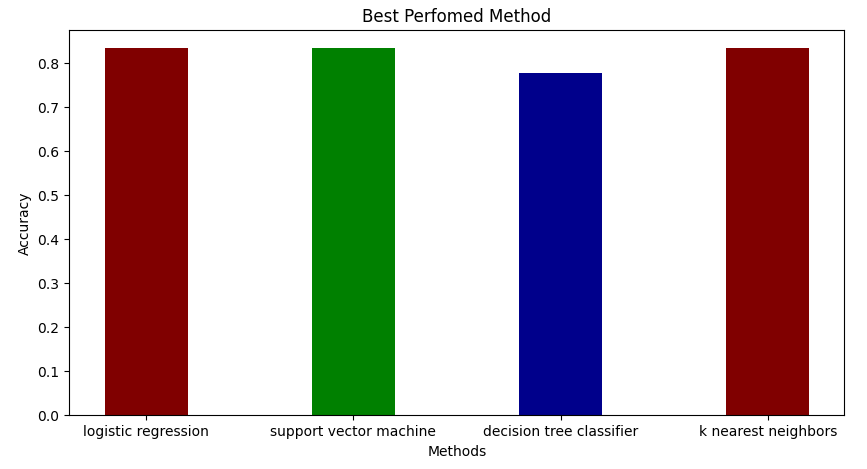 Best Perfomed Method
Accuracy
0.8
0.7
0.6
0.5
0.4
0.3
0.2
0.1
0.0
logistic regression support vector machine decision tree classifier k nearest neighbors
Methods